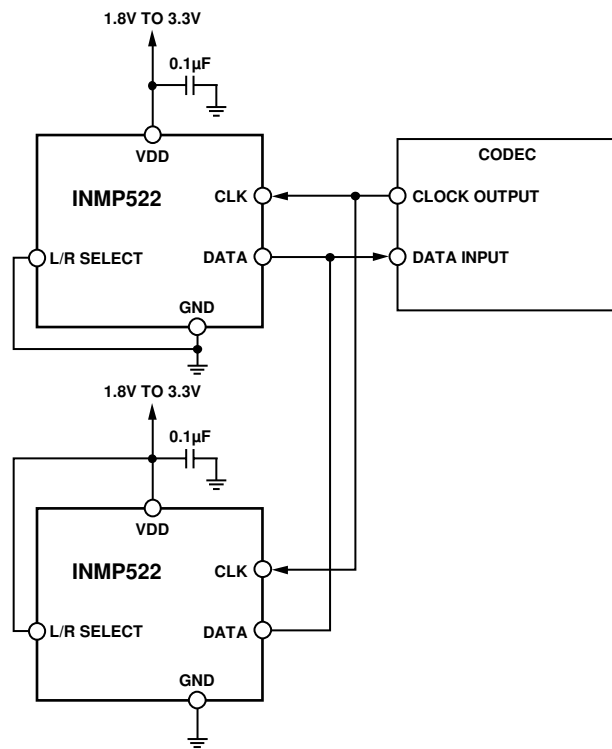 1.8V TO 3.3V
0.1µF
VDD
CODEC
INMP522
CLK
CLOCK OUTPUT
L/R SELECT
DATA
DATA INPUT
GND
1.8V TO 3.3V
0.1µF
VDD
INMP522
CLK
L/R SELECT
DATA
GND